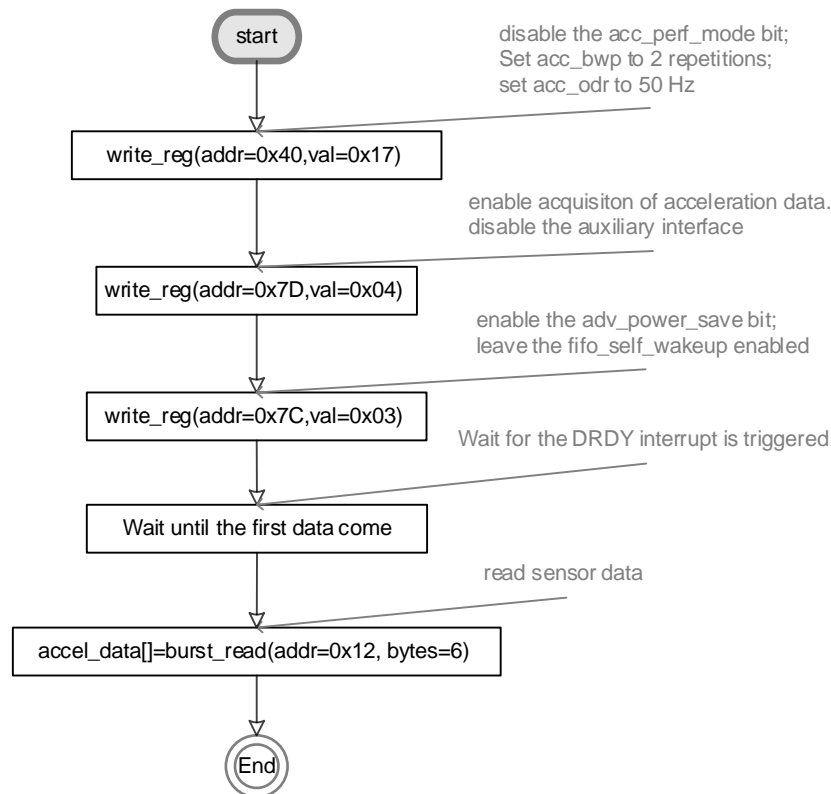 start
disable the acc_perf_mode bit;
Set acc_bwp to 2 repetitions;
set acc_odr to 50 Hz
write_reg(addr=0x40,val=0x17)
enable acquisiton of acceleration data.
disable the auxiliary interface
write_reg(addr=0x7D,val=0x04)
enable the adv_power_save bit;
leave the fifo_self_wakeup enabled
write_reg(addr=0x7C,val=0x03)
Wait for the DRDY interrupt is triggered
Wait until the first data come
read sensor data
accel_data[]=burst_read(addr=0x12, bytes=6)
End